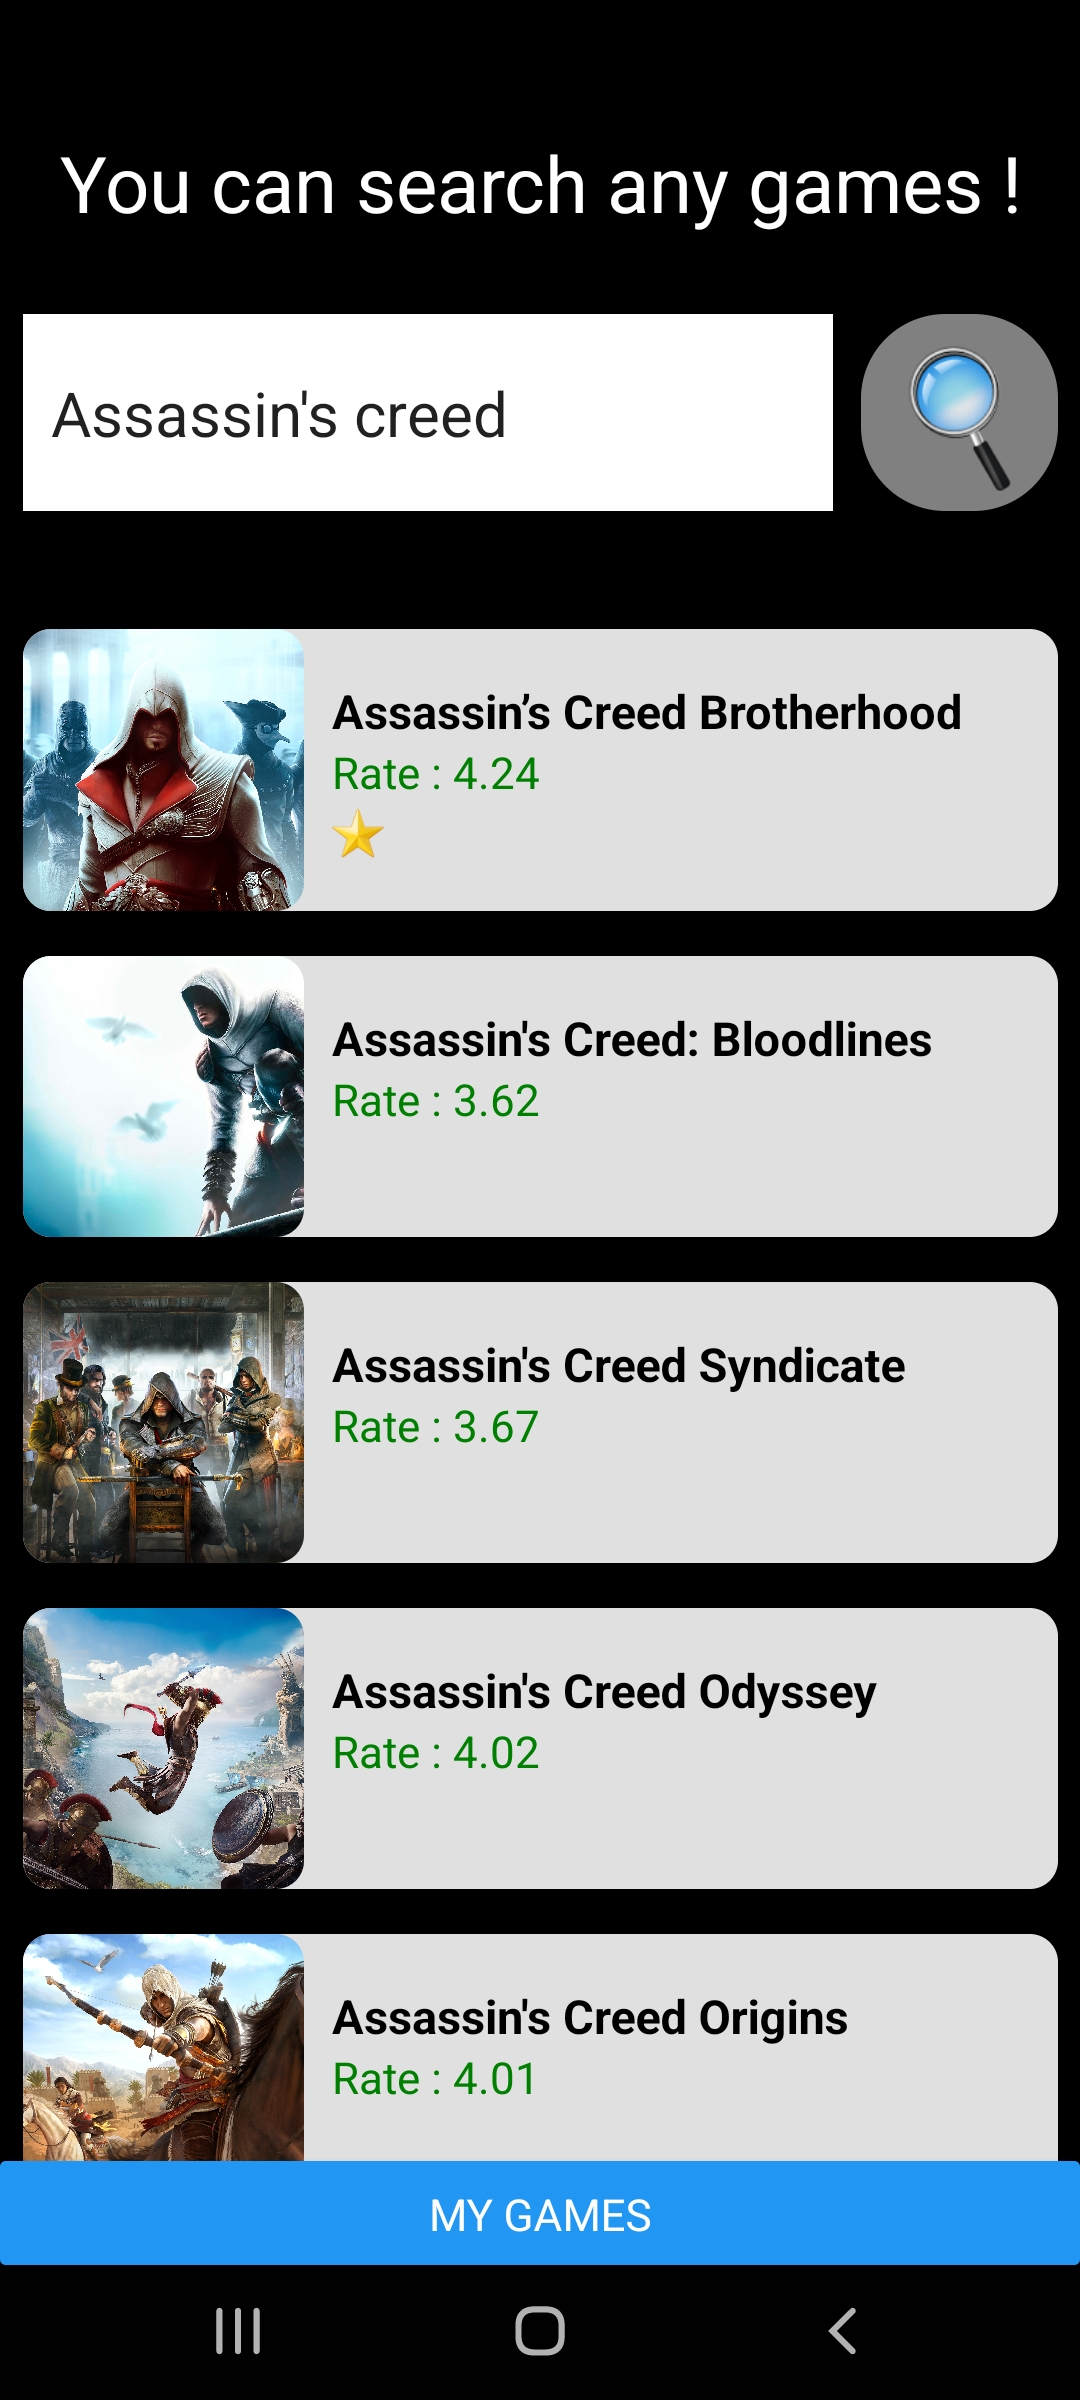 You can search any games !
Assassin's creed
Assassin’s Creed Brotherhood
Rate : 4.24
Assassin's Creed: Bloodlines
Rate : 3.62
Assassin's Creed Syndicate
Rate : 3.67
Assassin's Creed Odyssey
Rate : 4.02
Assassin's Creed Origins
Rate : 4.01
MY GAMES